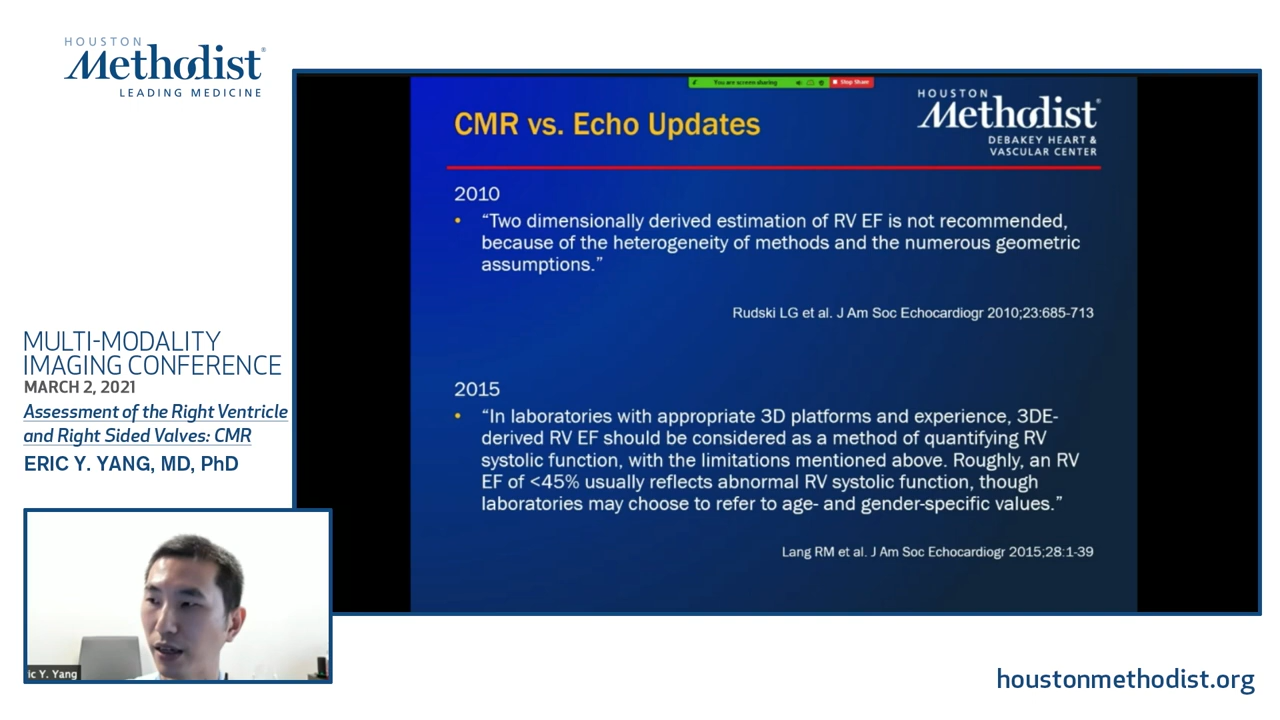 HOUSTON
Methodist®
LEADING MEDICINE
MULTI-MODALITY
IMAGING CONFERENCE
MARCH 2, 2021
Assessment of the Right Ventricle
and Right Sided Valves: CMR
ERIC Y. YANG, MD, PhD
ic Y. Yang
You are screen sharing
Stop Share
CMR vs. Echo Updates
HOUSTON
Methodist®
DEBAKEY HEART &
VASCULAR CENTER
2010
• “Two dimensionally derived estimation of RV EF is not recommended,
because of the heterogeneity of methods and the numerous geometric
assumptions.”
Rudski LG et al. J Am Soc Echocardiogr 2010;23:685-713
2015
• “In laboratories with appropriate 3D platforms and experience, 3DE-
derived RV EF should be considered as a method of quantifying RV
systolic function, with the limitations mentioned above. Roughly, an RV
EF of <45% usually reflects abnormal RV systolic function, though
laboratories may choose to refer to age- and gender-specific values.”
Lang RM et al. J Am Soc Echocardiogr 2015;28:1-39
houstonmethodist.org